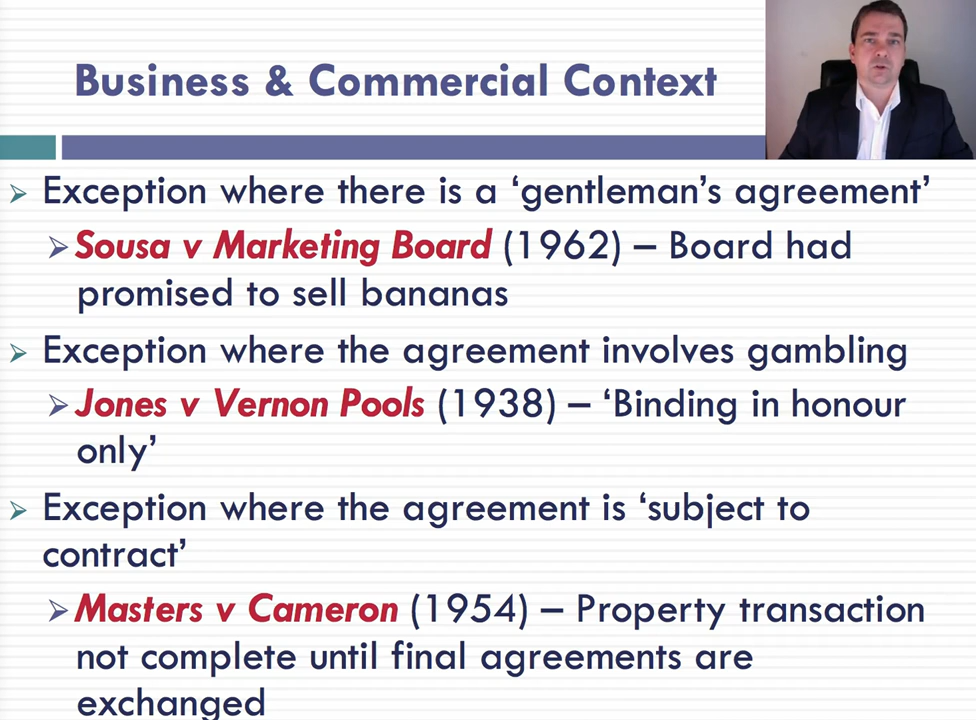 Business & Commercial Context
Exception where there is a ‘gentleman’s agreement’
Sousa v Marketing Board (1962) – Board had
promised to sell bananas
Exception where the agreement involves gambling
Jones v Vernon Pools (1938) – ‘Binding in honour
only’
Exception where the agreement is ‘subject to
contract’
Masters v Cameron (1954) – Property transaction
not complete until final agreements are
exchanged